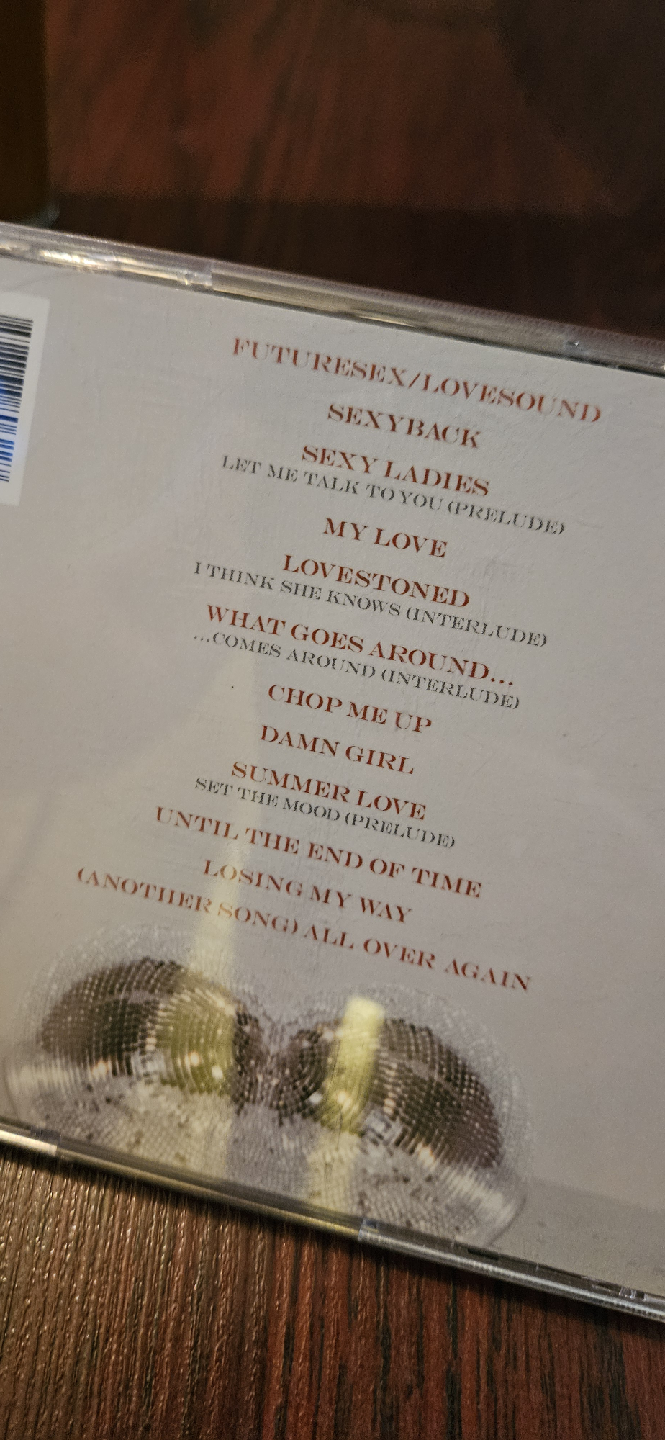 FUTURESEX/LOVESOUND
SEXYBACK
SEXY LADIES
LET ME TALK TO YOU (PRELUDE)
MY LOVE
LOVESTONED
I THINK SHE KNOWS (INTERLUDE)
WHAT GOES AROUND...
...COMES AROUND (INTERLUDE)
CHOP ME UP
DAMN GIRL
SUMMER LOVE
SET THE MOOD (PRELUDE)
UNTIL THE END OF TIME
LOSING MY WAY
(ANOTHER SONG) ALL OVER AGAIN